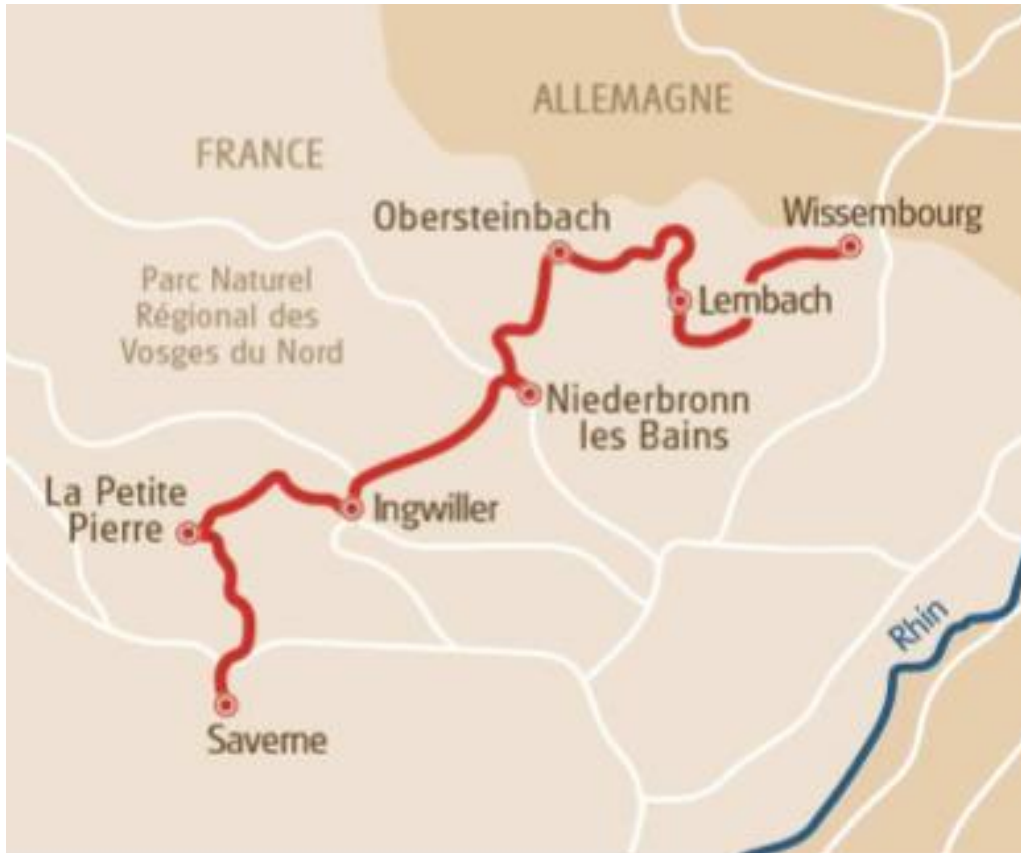 ALLEMAGNE
FRANCE
Obersteinbach
Wissembourg
Parc Naturel
Régional des
Vosges du Nord
Lembach
Niederbronn
les Bains
La Petite
Pierre
Ingwiller
Rhin
Saverne